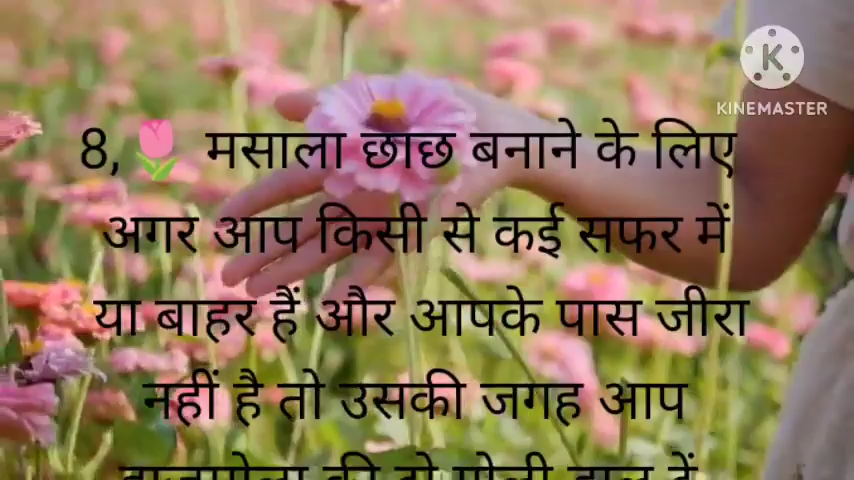 KINEMASTER
8,🌷 मसाला छाछ बनाने के लिए
अगर आप किसी से कई सफर में
या बाहर हैं और आपके पास जीरा
नहीं है तो उसकी जगह आप